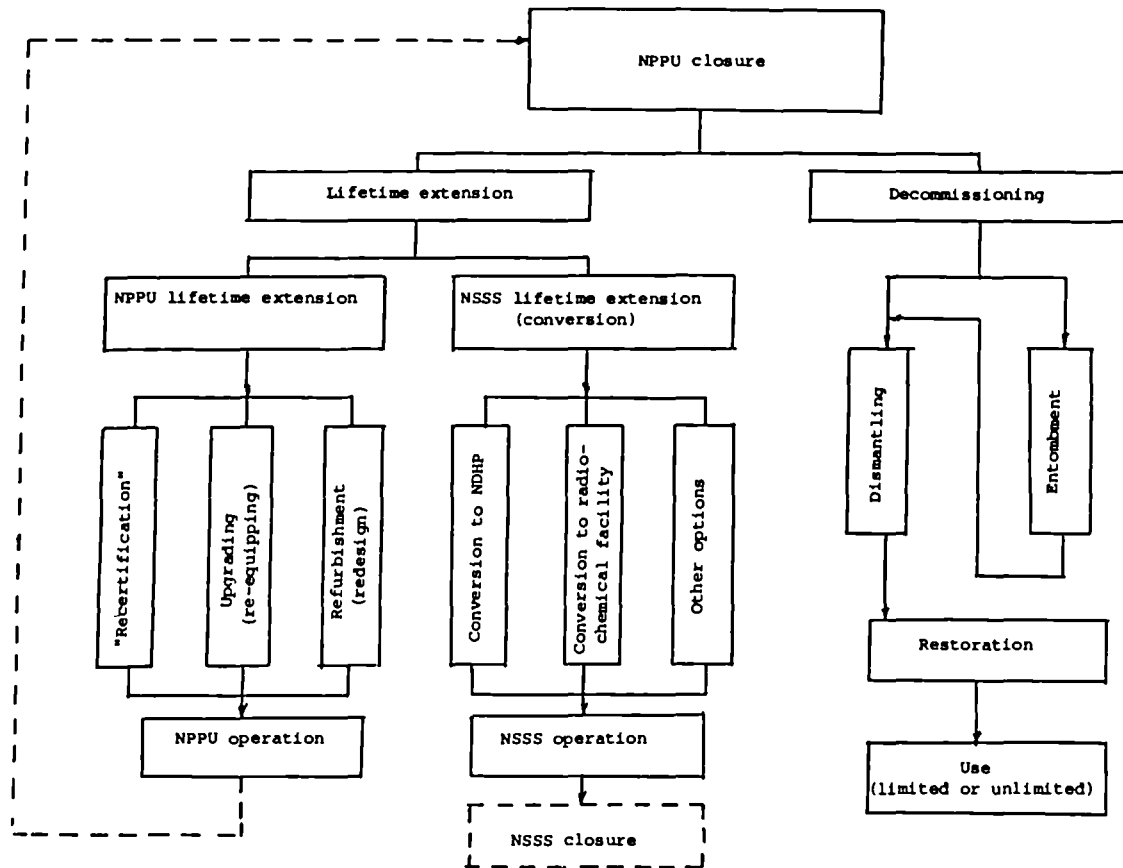 NPPU closure
Lifetime extension
Decommissioning
NPPU lifetime extension
NSSS lifetime extension
(conversion)
"Recertification"
Upgrading
(re-equipping)
Refurbishment
(redesign)
Conversion to NDHP
Conversion to radio-
chemical facility
Other options
Dismantling
Entombment
Restoration
NPPU operation
NSSS operation
Use
(limited or unlimited)
NSSS closure